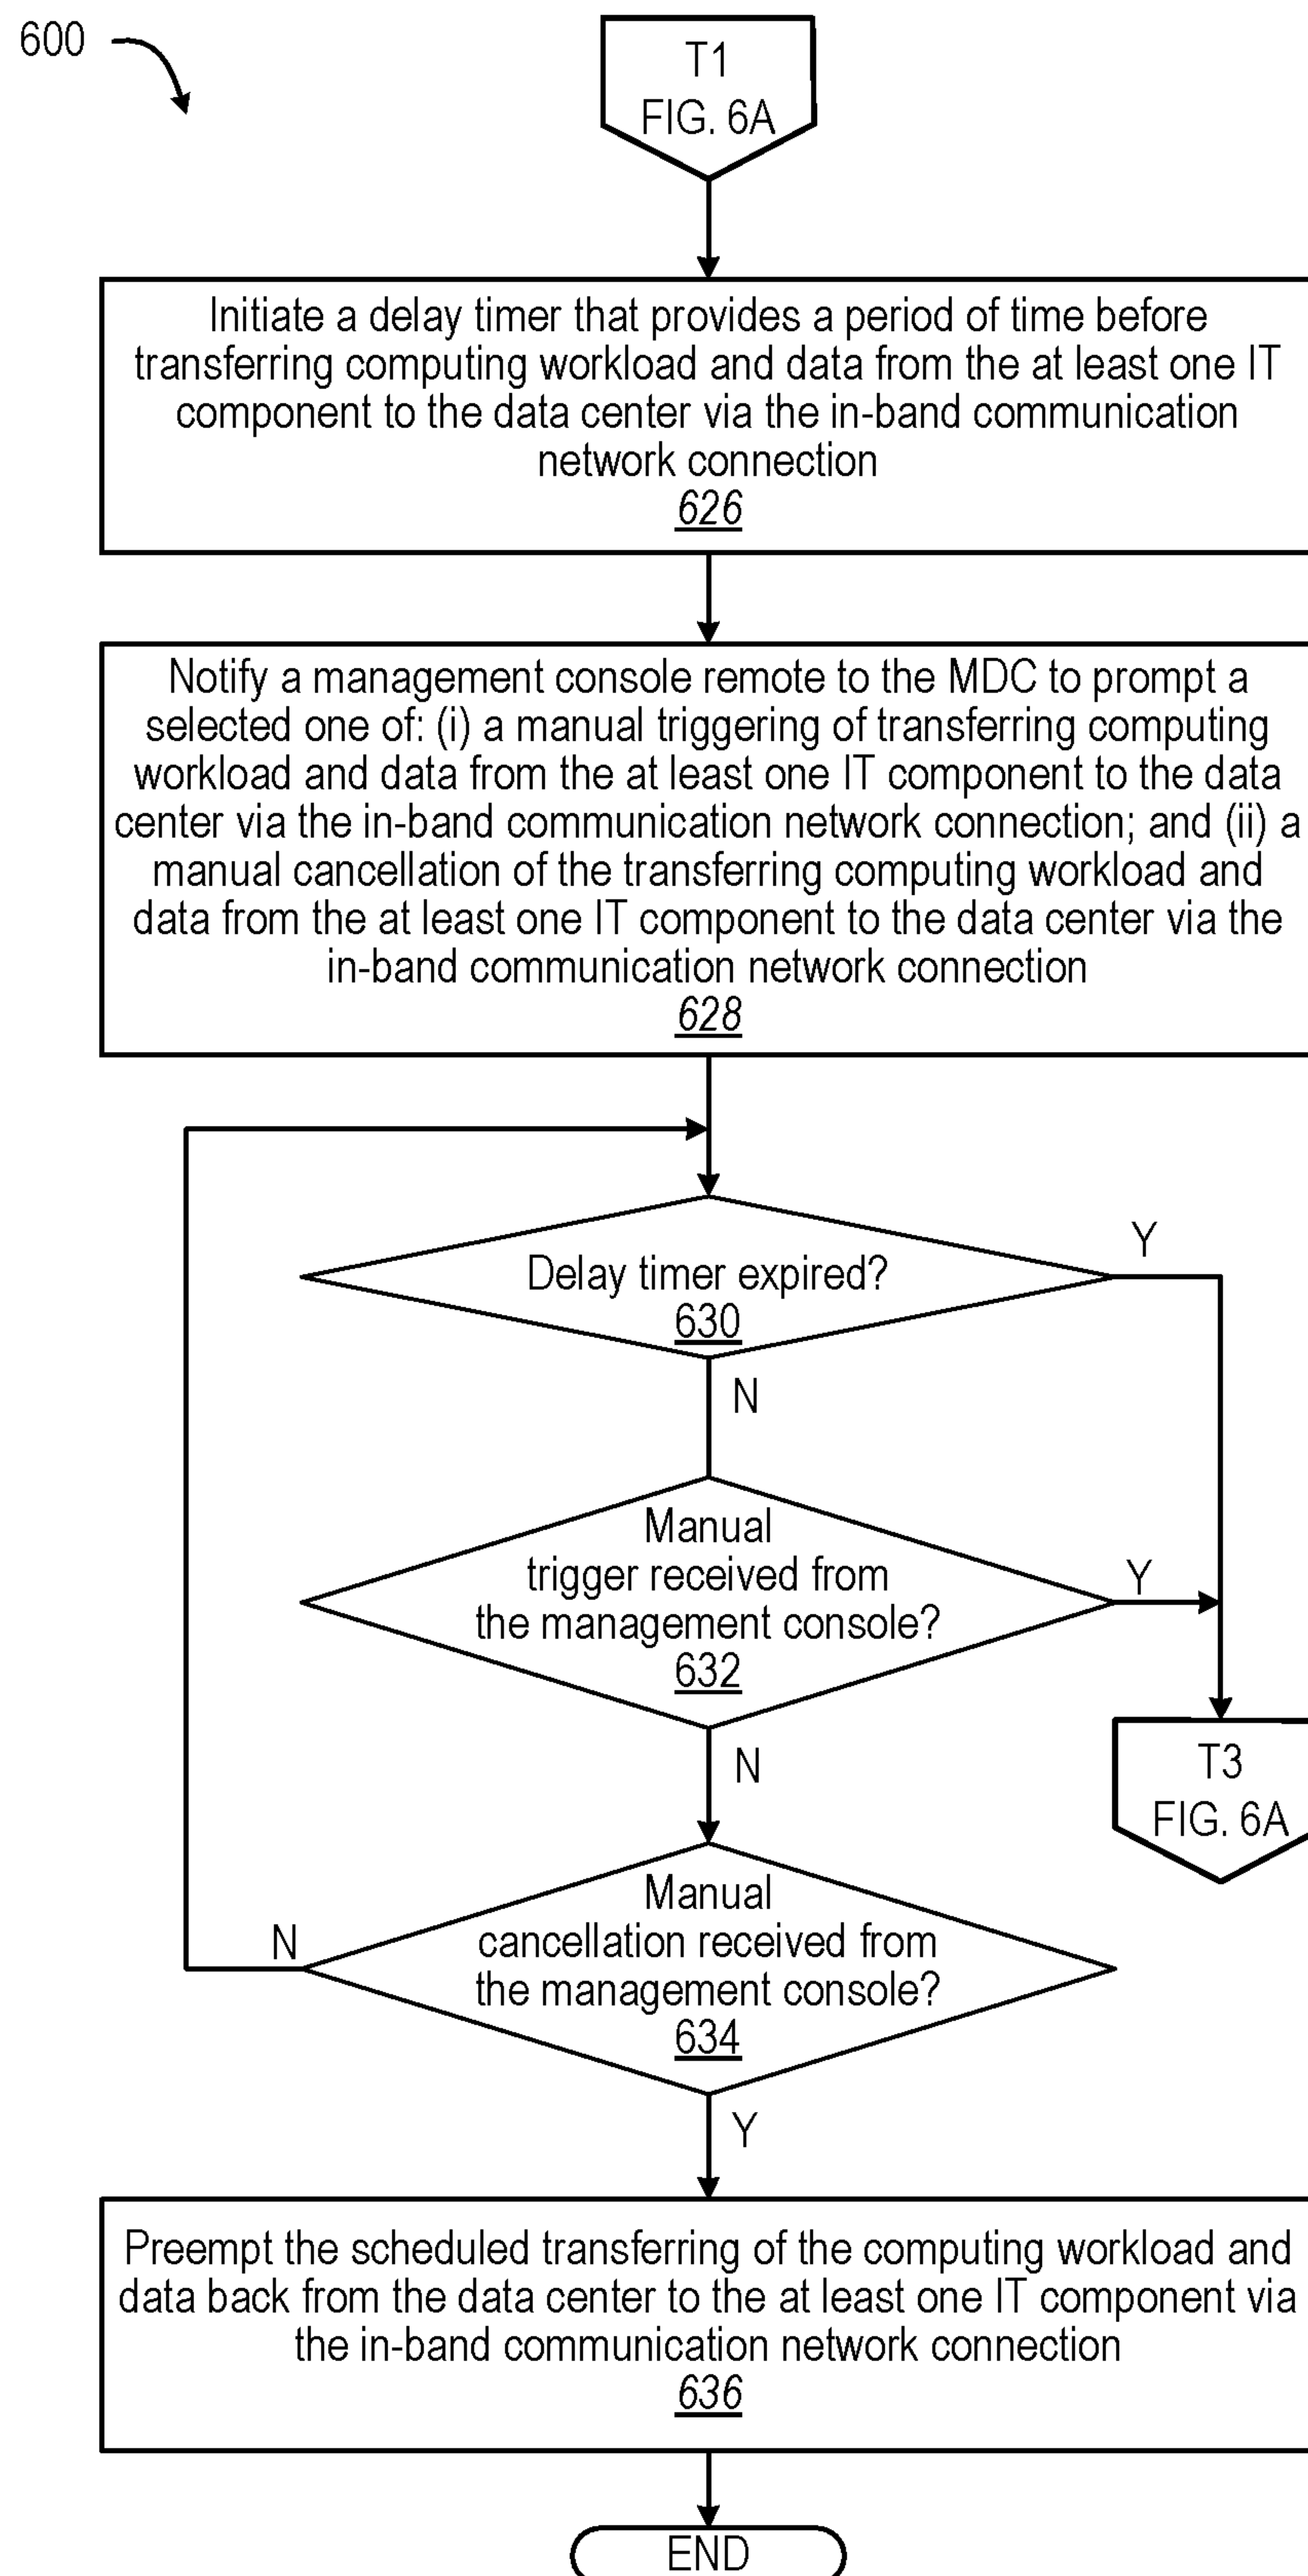 600
T1
FIG. 6A
Initiate a delay timer that provides a period of time before
transferring computing workload and data from the at least one IT
component to the data center via the in-band communication
network connection
626
Notify a management console remote to the MDC to prompt a
selected one of: (i) a manual triggering of transferring computing
workload and data from the at least one IT component to the data
center via the in-band communication network connection; and (ii) a
manual cancellation of the transferring computing workload and
data from the at least one IT component to the data center via the
in-band communication network connection
628
Y
Delay timer expired?
630
N
Manual
trigger received from
the management console?
632
Y
N
T3
FIG. 6A
Manual
cancellation received from
the management console?
634
N
Y
Preempt the scheduled transferring of the computing workload and
data back from the data center to the at least one IT component via
the in-band communication network connection
636
END